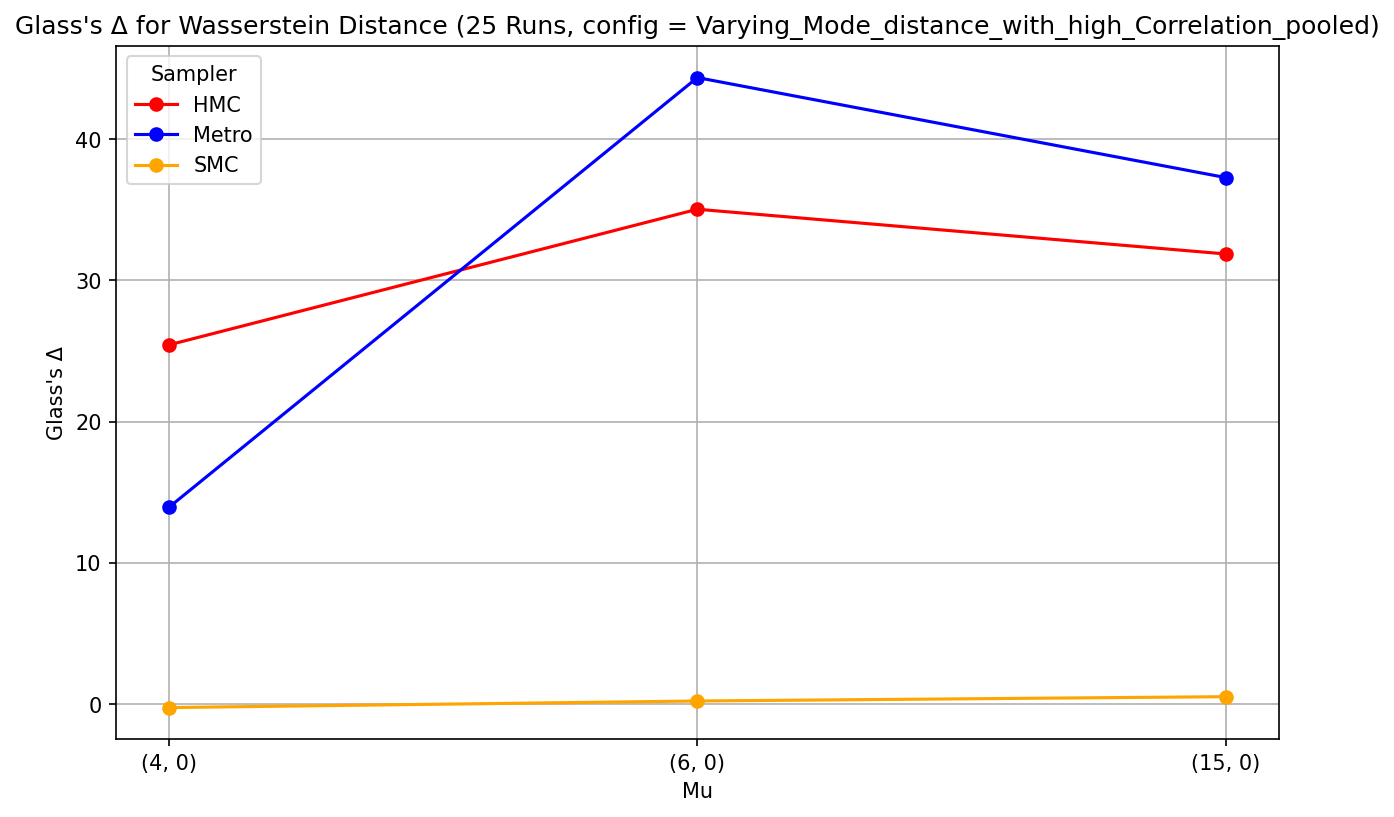 Glass's Δ for Wasserstein Distance (25 Runs, config = Varying_Mode_distance_with_high_Correlation_pooled)
Sampler
HMC
Metro
SMC
Glass's Δ
40
30
20
10
0
(4, 0)
(6, 0)
(15, 0)
Mu